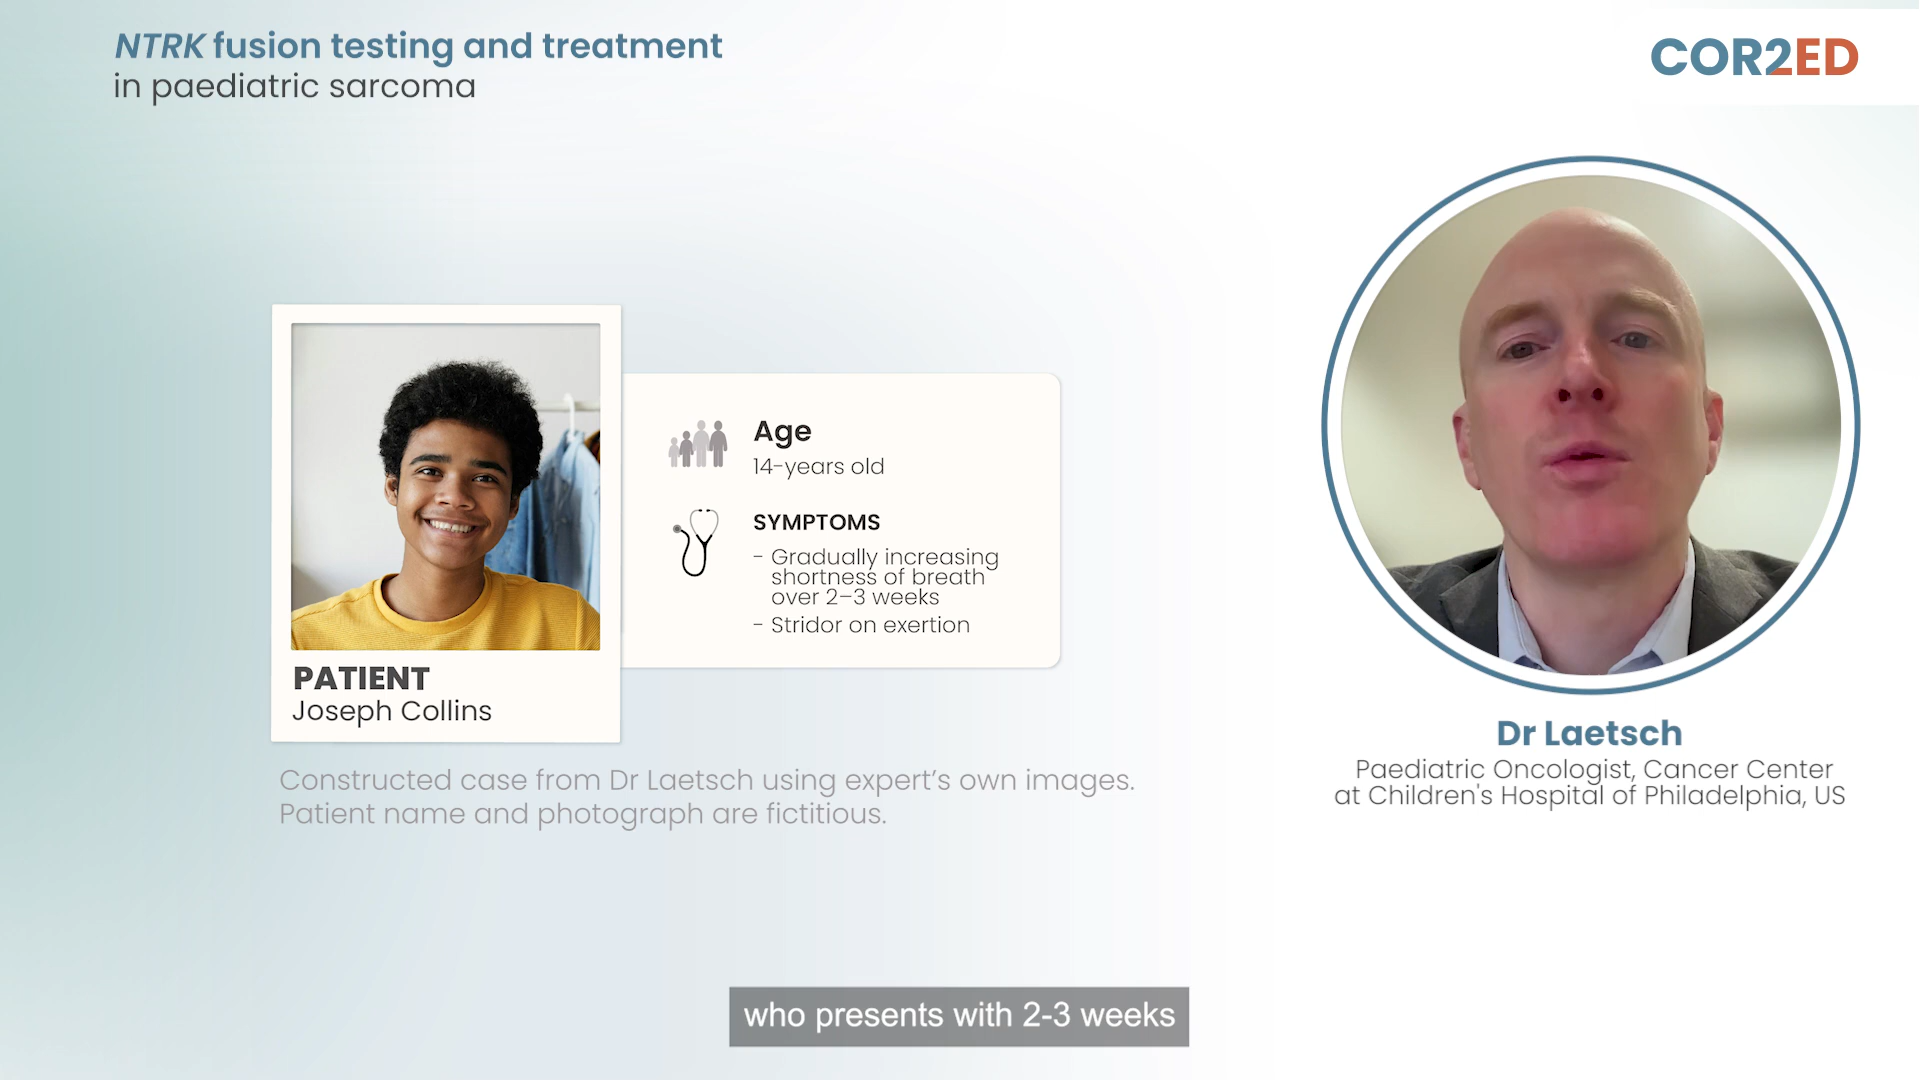 NTRK fusion testing and treatment
in paediatric sarcoma
COR2ED
Age
14-years old
SYMPTOMS
- Gradually increasing
shortness of breath
over 2–3 weeks
- Stridor on exertion
PATIENT
Joseph Collins
Constructed case from Dr Laetsch using expert's own images.
Patient name and photograph are fictitious.
Dr Laetsch
Paediatric Oncologist, Cancer Center
at Children's Hospital of Philadelphia, US
who presents with 2-3 weeks